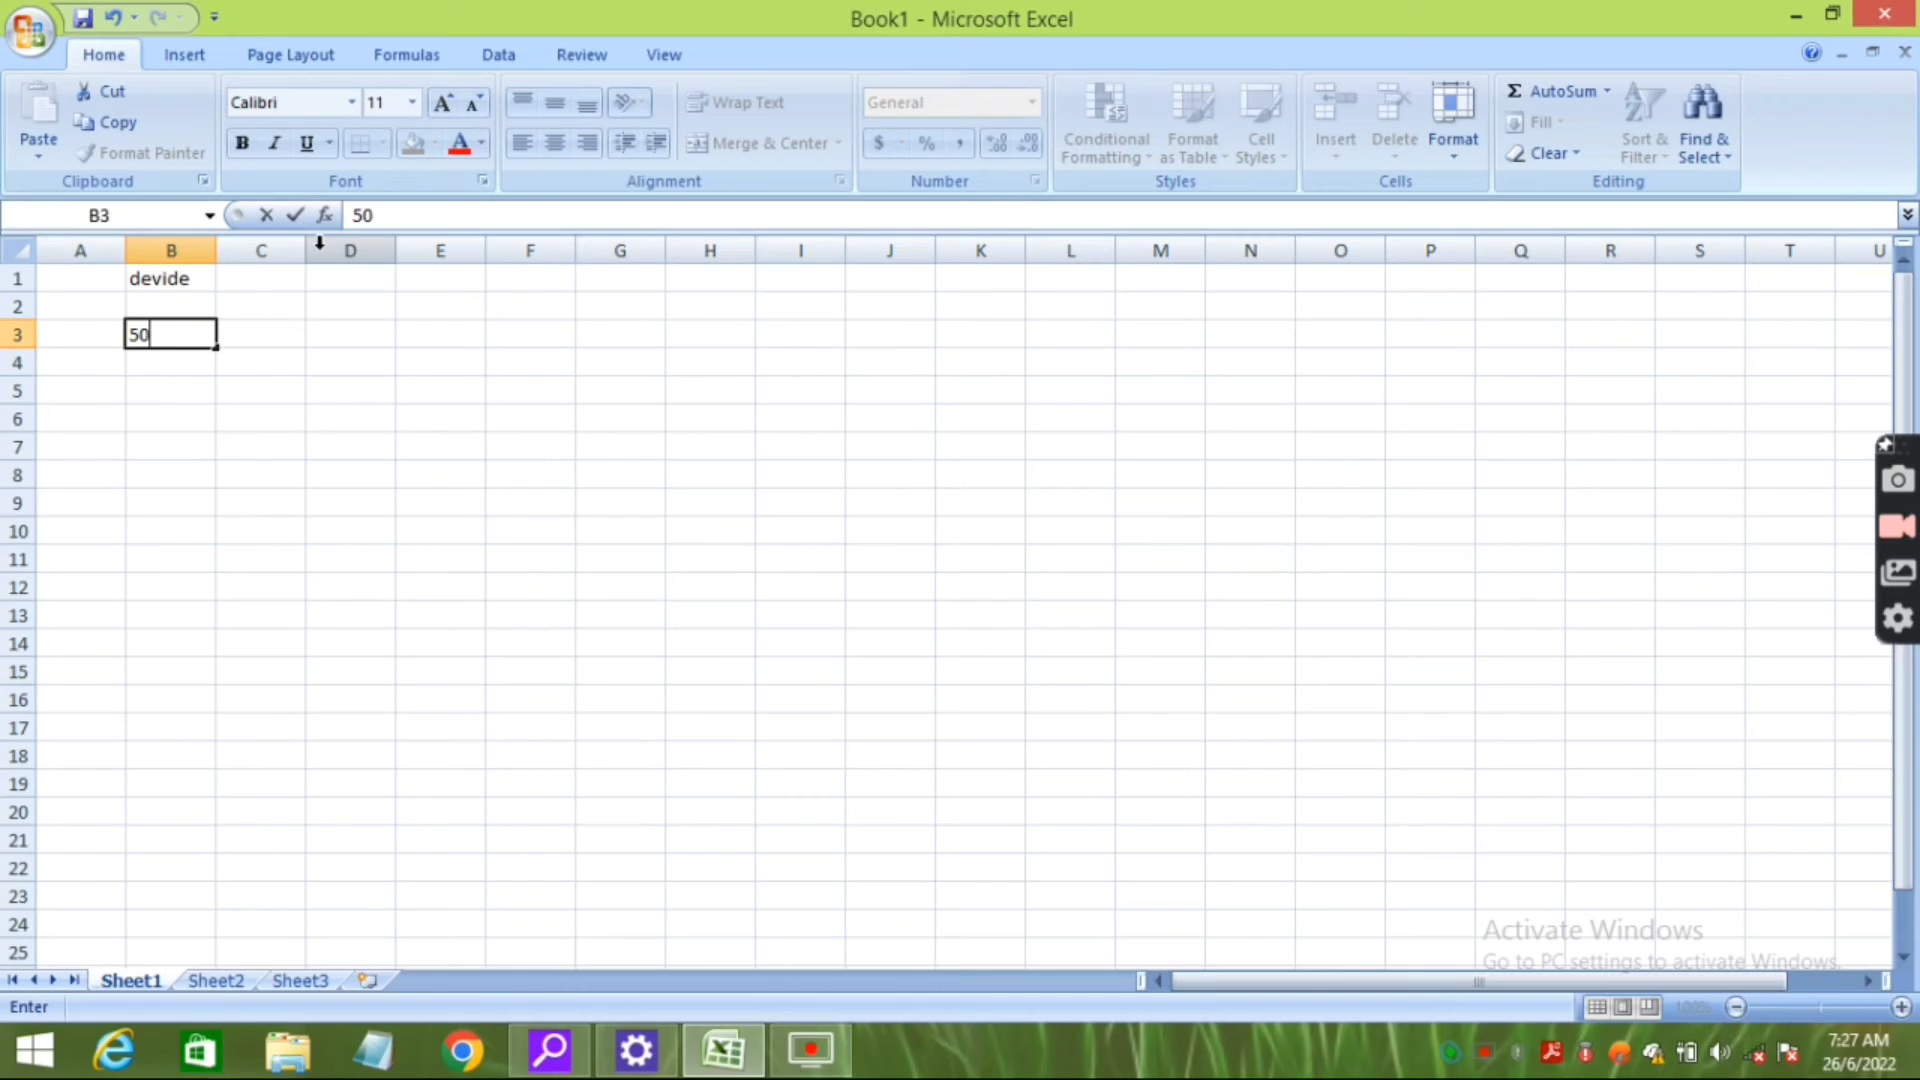 Book1 - Microsoft Excel
Home Insert Page Layout Formulas Data Review View
Paste
Cut
Copy
Format Painter
Clipboard
Calibri 11
B I U
Font
Wrap Text
Merge & Center
Alignment
General
$ % ,
Number
Conditional Formatting
Format as Table
Cell Styles
Styles
Insert Delete Format
Cells
Σ AutoSum
Fill
Clear
Sort & Filter
Find & Select
Editing
B3 fx 50
A B C D E F G H I J K L M N O P Q R S T U
1 devide
2
3 50
4
5
6
7
8
9
10
11
12
13
14
15
16
17
18
19
20
21
22
23
24
25
Activate Windows
Go to PC settings to activate Windows.
Sheet1 Sheet2 Sheet3
Enter
100%
7:27 AM
26/6/2022